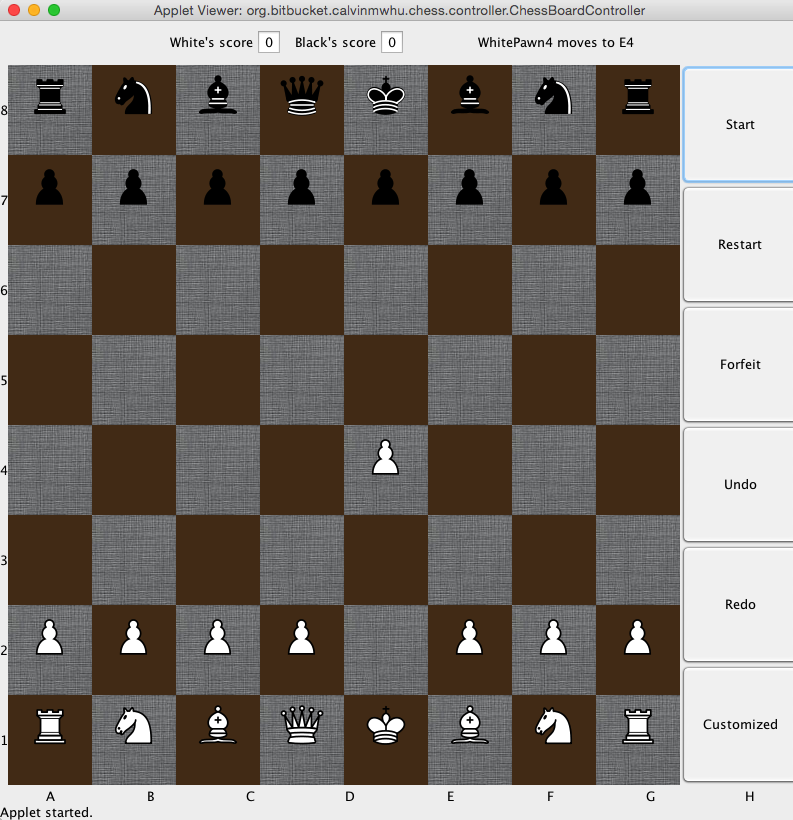 Applet Viewer: org.bitbucket.calvinmwhu.chess.controller.ChessBoardController
White's score 0 Black's score 0 WhitePawn4 moves to E4
8
Start
7
Restart
6
5
Forfeit
4
Undo
3
Redo
2
1
Customized
A B C D E F G H
Applet started.